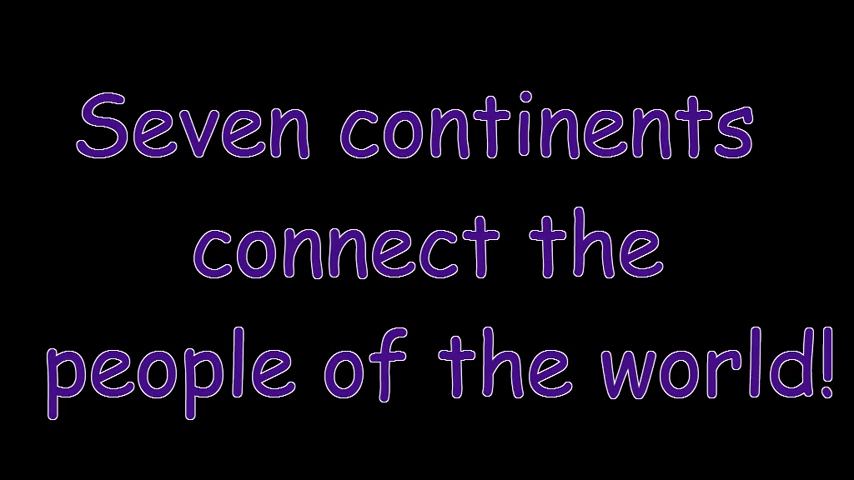 Seven continents
connect the
people of the world!